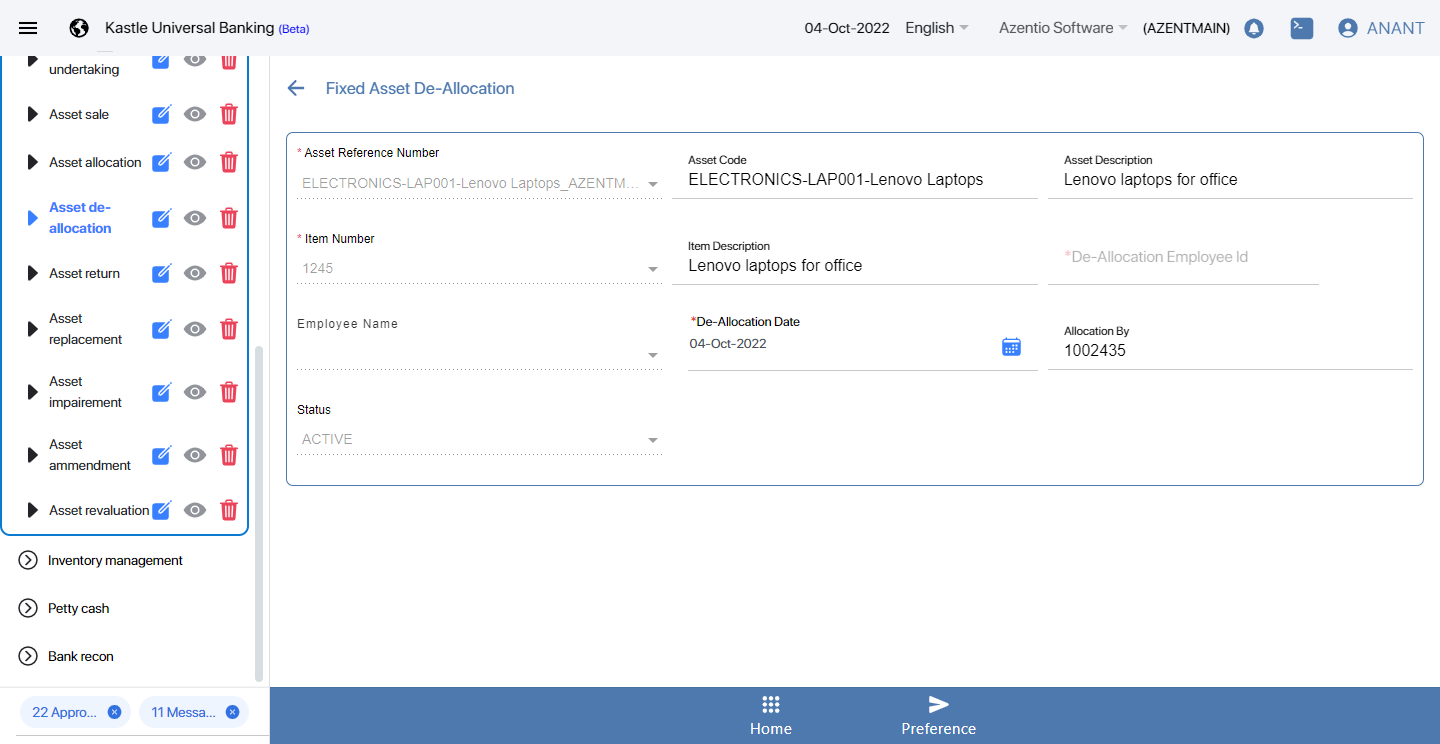 Kastle Universal Banking (Beta)
04-Oct-2022
English
Azentio Software
(AZENTMAIN)
ANANT
undertaking
Asset sale
Asset allocation
Asset de-
allocation
Asset return
Asset
replacement
Asset
impairement
Asset
ammendment
Asset revaluation
Inventory management
Petty cash
Bank recon
22 Appro...
11 Messa...
Fixed Asset De-Allocation
* Asset Reference Number
ELECTRONICS-LAP001-Lenovo Laptops_AZENTM...
Asset Code
ELECTRONICS-LAP001-Lenovo Laptops
Asset Description
Lenovo laptops for office
* Item Number
1245
Item Description
Lenovo laptops for office
*De-Allocation Employee Id
Employee Name
*De-Allocation Date
04-Oct-2022
Allocation By
1002435
Status
ACTIVE
Home
Preference